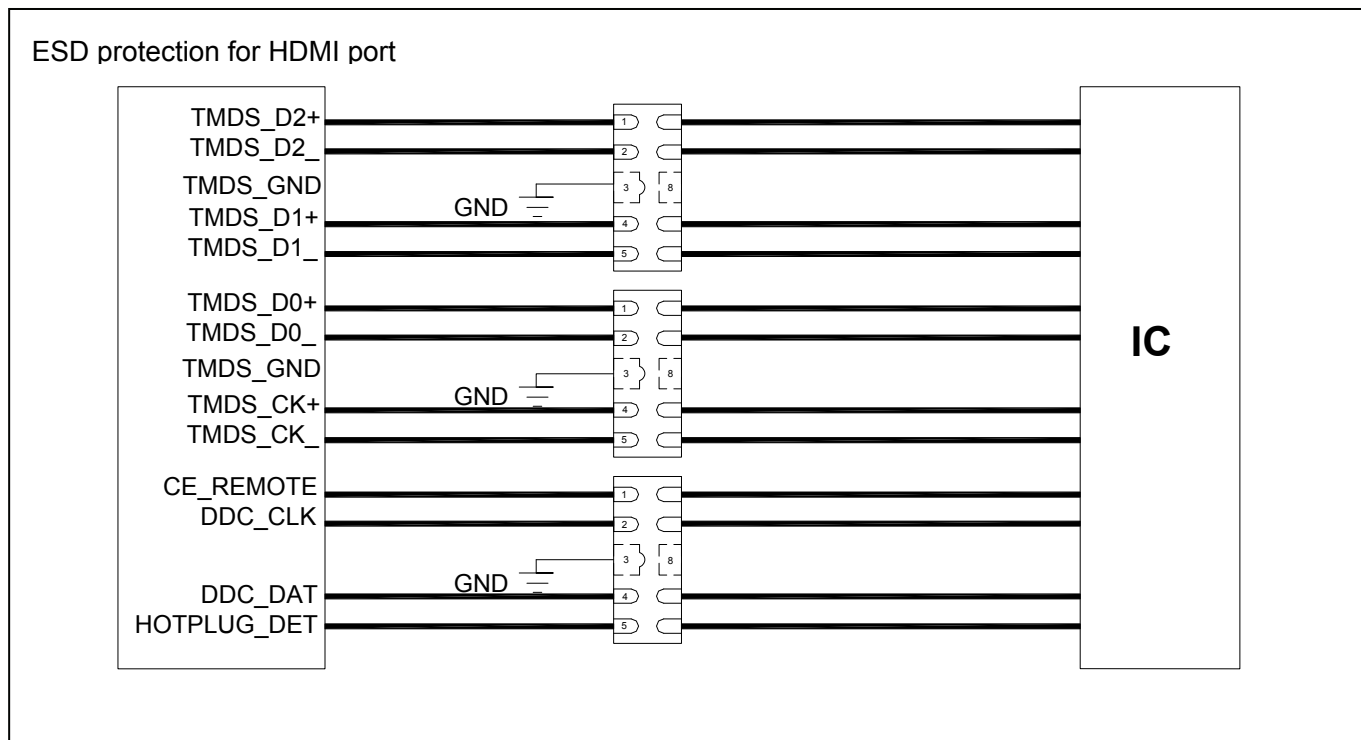 ESD protection for HDMI port
TMDS_D2+
TMDS_D2_
TMDS_GND
TMDS_D1+
TMDS_D1_
TMDS_D0+
TMDS_D0_
TMDS_GND
TMDS_CK+
TMDS_CK_
CE_REMOTE
DDC_CLK
DDC_DAT
HOTPLUG_DET
GND
GND
GND
1
2
3 8
4
5
1
2
3 8
4
5
1
2
3 8
4
5
IC